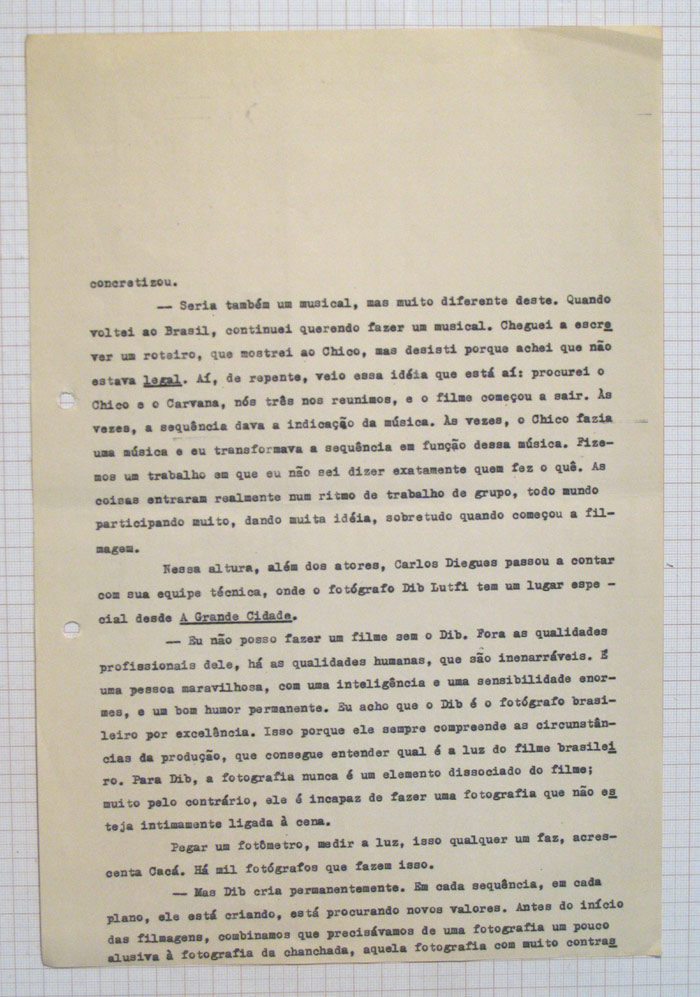 concretizou.
— Seria também um musical, mas muito diferente deste. Quando
voltei ao Brasil, continuei querendo fazer um musical. Cheguei a escre
ver um roteiro, que mostrei ao Chico, mas desisti porque achei que não
estava legal. Aí, de repente, veio essa idéia que está aí: procurei o
Chico e o Carvana, nós três nos reunimos, e o filme começou a sair. Às
vezes, a sequência dava a indicação da música. Às vezes, o Chico fazia
uma música e eu transformava a sequência em função dessa música. Fize-
mos um trabalho em que eu não sei dizer exatamente quem fez o quê. As
coisas entraram realmente num ritmo de trabalho de grupo, todo mundo
participando muito, dando muita idéia, sobretudo quando começou a fil-
magem.
Nessa altura, além dos atores, Carlos Diegues passou a contar
com sua equipe técnica, onde o fotógrafo Dib Lutfi tem um lugar espe -
cial desde A Grande Cidade.
— Eu não posso fazer um filme sem o Dib. Fora as qualidades
profissionais dele, há as qualidades humanas, que são inenarráveis. É
uma pessoa maravilhosa, com uma inteligência e uma sensibilidade enor-
mes, e um bom humor permanente. Eu acho que o Dib é o fotógrafo brasi-
leiro por excelência. Isso porque ele sempre compreende as circunstân-
cias da produção, que consegue entender qual é a luz do filme brasilei
ro. Para Dib, a fotografia nunca é um elemento dissociado do filme;
muito pelo contrário, ele é incapaz de fazer uma fotografia que não es
teja intimamente ligada à cena.
Pegar um fotômetro, medir a luz, isso qualquer um faz, acres-
centa Cacá. Há mil fotógrafos que fazem isso.
— Mas Dib cria permanentemente. Em cada sequência, em cada
plano, ele está criando, está procurando novos valores. Antes do início
das filmagens, combinamos que precisávamos de uma fotografia um pouco
alusiva à fotografia da chanchada, aquela fotografia com muito contras